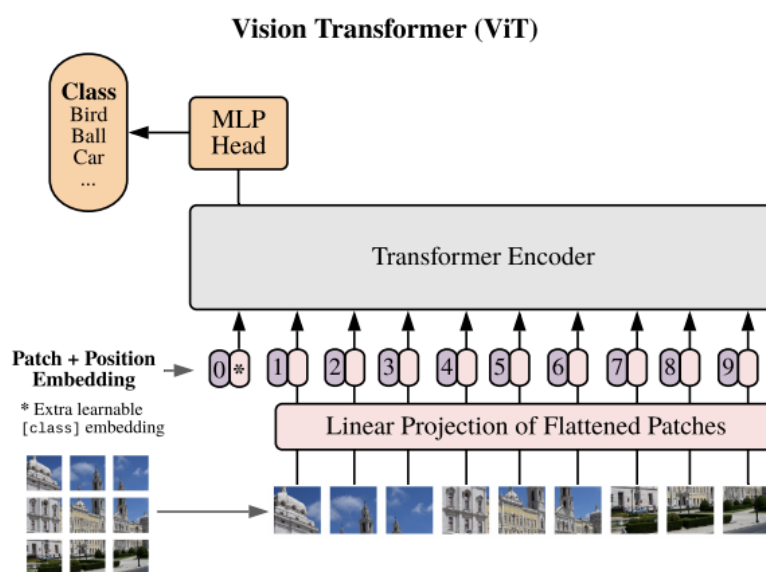 Vision Transformer (ViT)
Class
Bird
Ball
Car
...
MLP
Head
Transformer Encoder
Patch + Position
Embedding
0 * 1 2 3 4 5 6 7 8 9
* Extra learnable
[class] embedding
Linear Projection of Flattened Patches